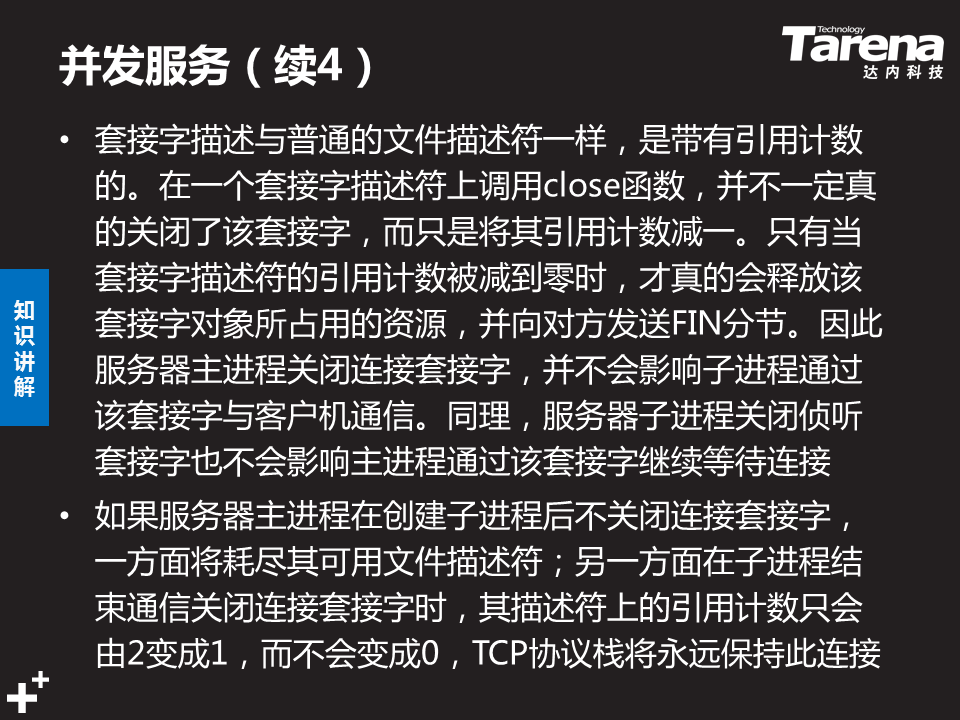 并发服务（续4）
Technology
Tarena
达内科技
• 套接字描述与普通的文件描述符一样，是带有引用计数
的。在一个套接字描述符上调用close函数，并不一定真
的关闭了该套接字，而只是将其引用计数减一。只有当
套接字描述符的引用计数被减到零时，才真的会释放该
套接字对象所占用的资源，并向对方发送FIN分节。因此
服务器主进程关闭连接套接字，并不会影响子进程通过
该套接字与客户机通信。同理，服务器子进程关闭侦听
套接字也不会影响主进程通过该套接字继续等待连接
• 如果服务器主进程在创建子进程后不关闭连接套接字，
一方面将耗尽其可用文件描述符；另一方面在子进程结
束通信关闭连接套接字时，其描述符上的引用计数只会
由2变成1，而不会变成0，TCP协议栈将永远保持此连接
知
识
讲
解